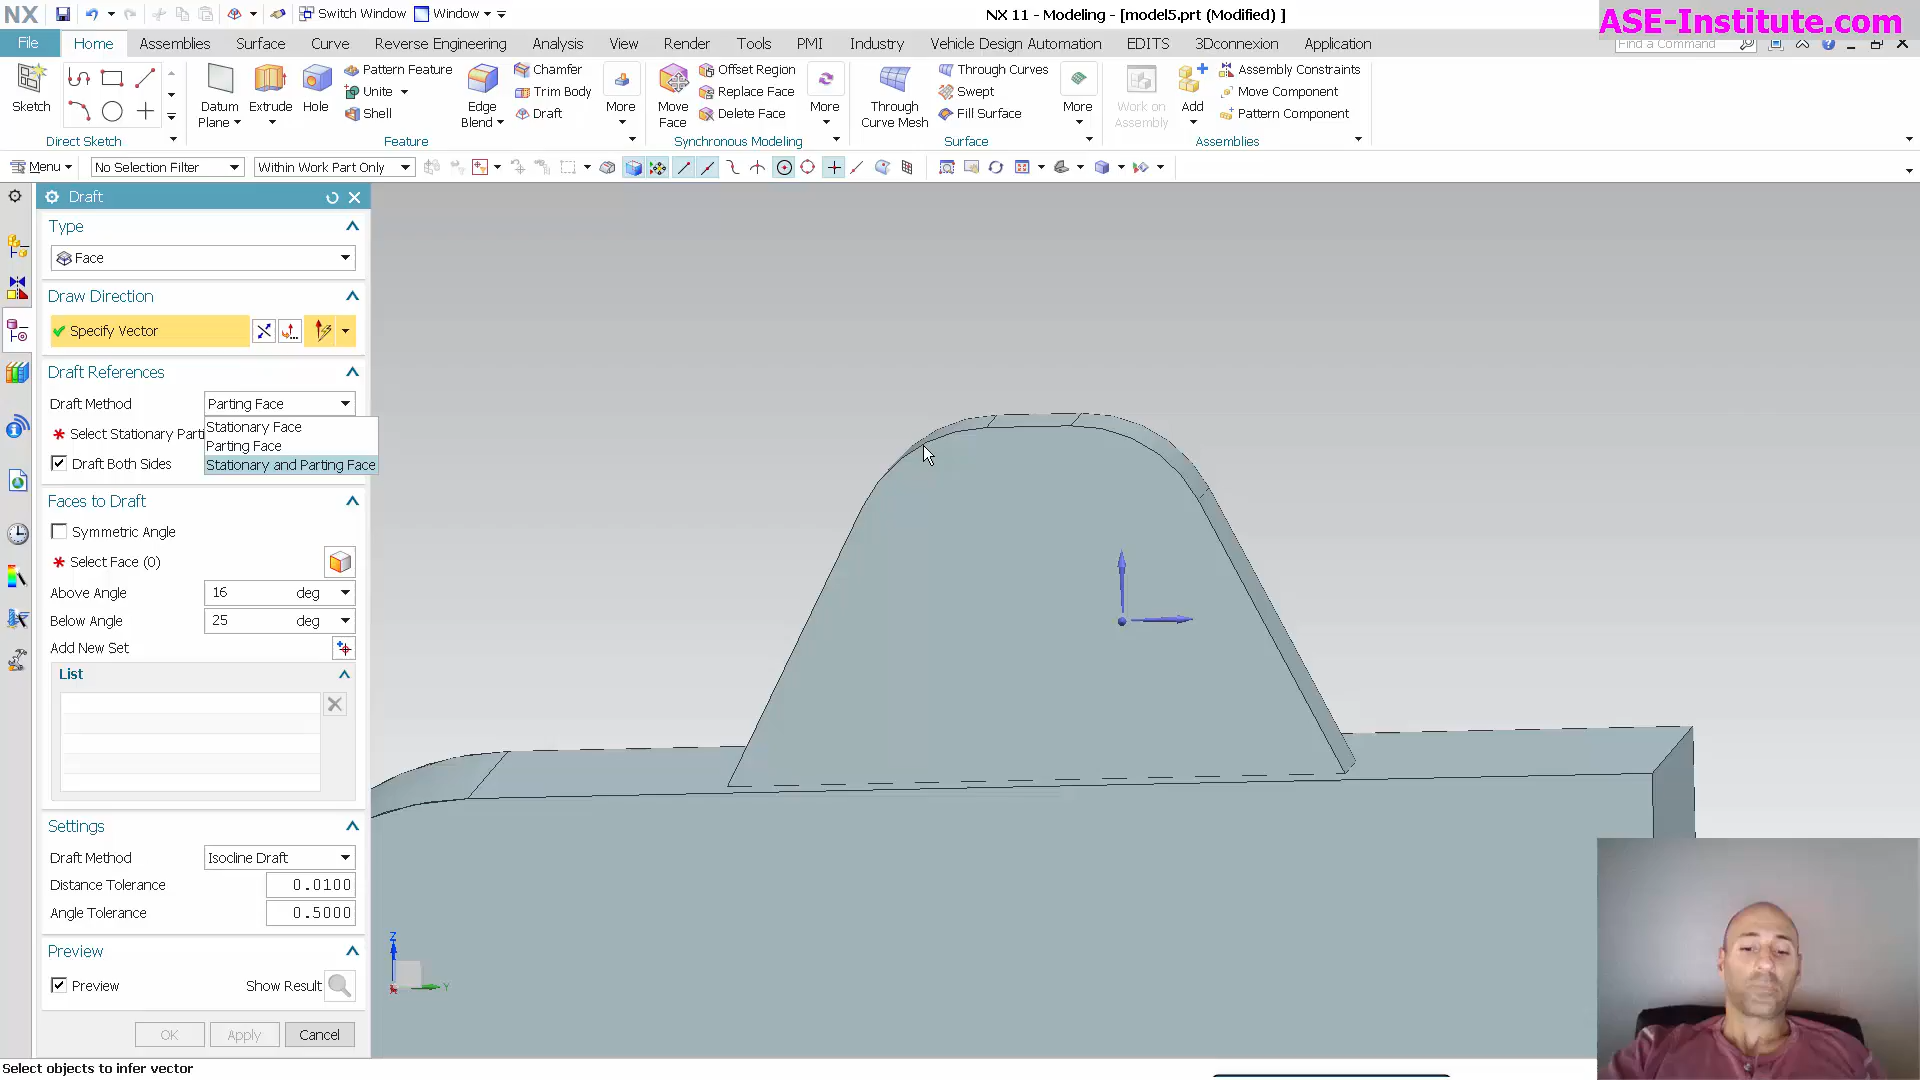 NX Switch Window Window NX 11 - Modeling - [model5.prt (Modified) ]
ASE-Institute.com
File Home Assemblies Surface Curve Reverse Engineering Analysis View Render Tools PMI Industry Vehicle Design Automation EDITS 3Dconnexion Application Find a Command
Pattern Feature Chamfer Offset Region Through Curves Assembly Constraints
Unite Trim Body Replace Face Swept Move Component
Shell Draft Delete Face Fill Surface Pattern Component
Sketch
Datum Plane
Extrude
Hole
Edge Blend
More
Move Face
More
Through Curve Mesh
More
Work on Assembly
Add
Direct Sketch Feature Synchronous Modeling Surface Assemblies
Menu No Selection Filter Within Work Part Only
Draft
Type
Face
Draw Direction
Specify Vector
Draft References
Draft Method Parting Face
Stationary Face
* Select Stationary Parti
Parting Face
Draft Both Sides Stationary and Parting Face
Faces to Draft
Symmetric Angle
* Select Face (0)
Above Angle 16 deg
Below Angle 25 deg
Add New Set
List
Settings
Draft Method Isocline Draft
Distance Tolerance 0.0100
Angle Tolerance 0.5000
Preview
Preview Show Result
OK Apply Cancel
Z
Y
Select objects to infer vector